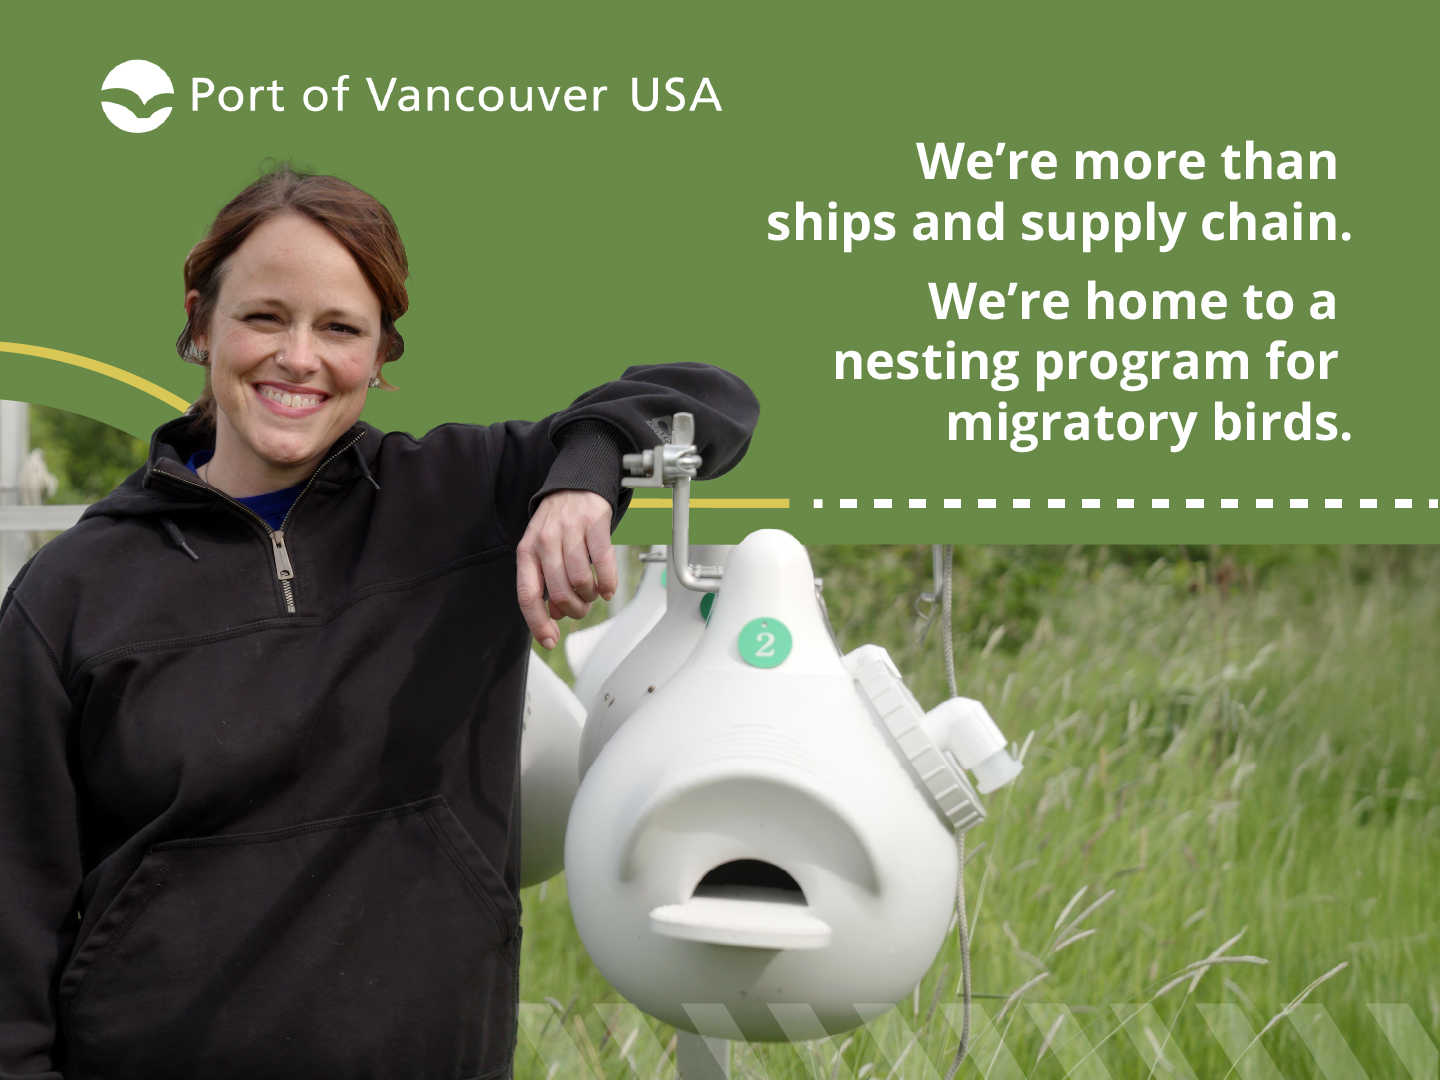 Port of Vancouver USA
We’re more than
ships and supply chain.
We’re home to a
nesting program for
migratory birds.
2